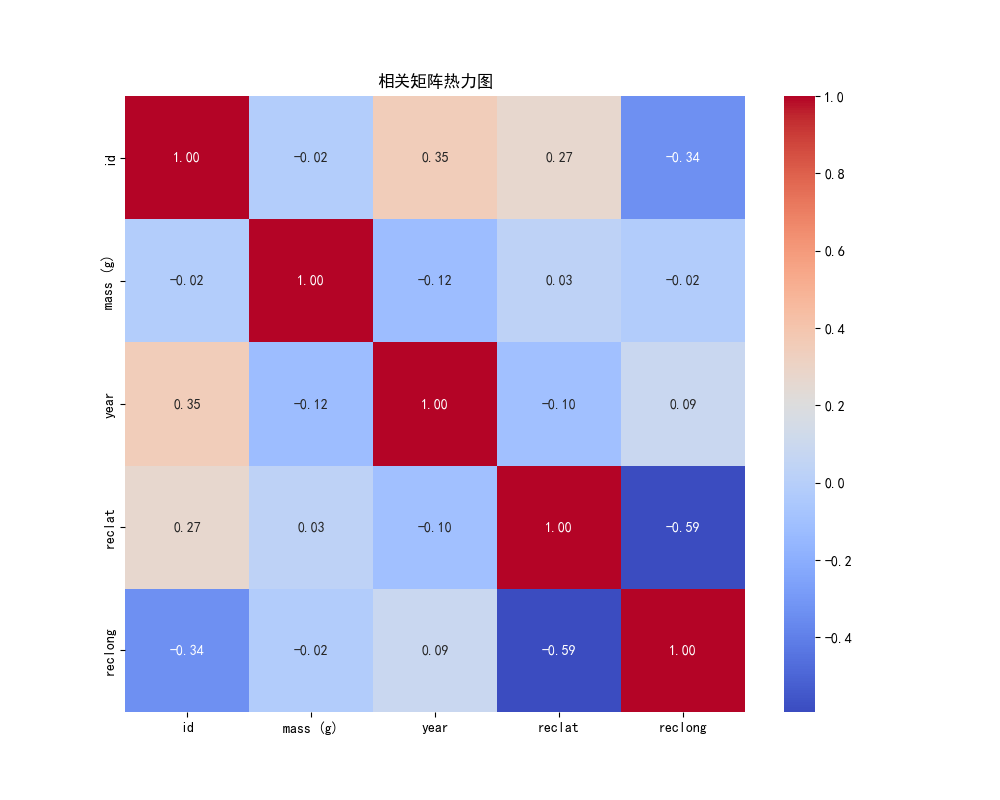 相关矩阵热力图
id 1.00 -0.02 0.35 0.27 -0.34
mass (g) -0.02 1.00 -0.12 0.03 -0.02
year 0.35 -0.12 1.00 -0.10 0.09
reclat 0.27 0.03 -0.10 1.00 -0.59
reclong -0.34 -0.02 0.09 -0.59 1.00
id mass (g) year reclat reclong
1.0
0.8
0.6
0.4
0.2
0.0
-0.2
-0.4